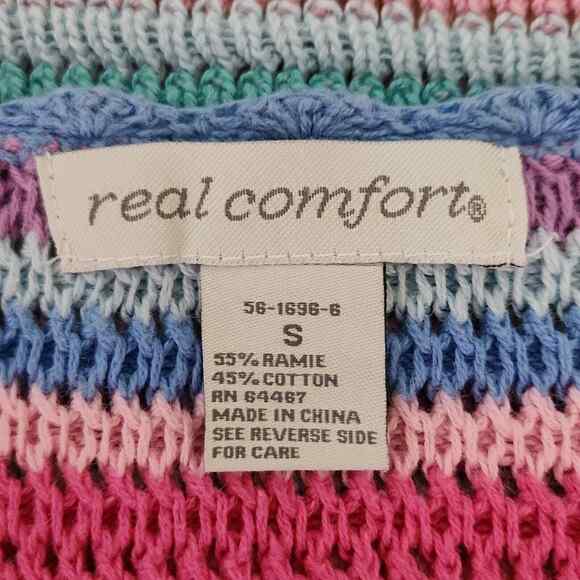 real comfort®
56-1696-6
S
55% RAMIE
45% COTTON
RN 64467
MADE IN CHINA
SEE REVERSE SIDE
FOR CARE